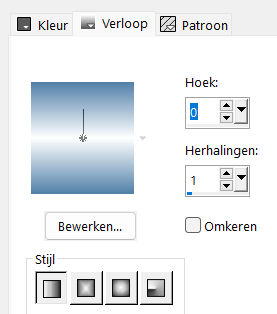 Kleur Verloop Patroon
Hoek:
0
Herhalingen:
1
Bewerken... Omkeren
Stijl